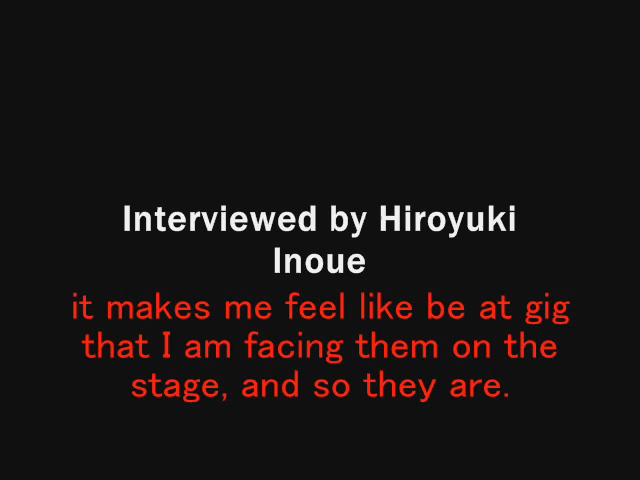 Interviewed by Hiroyuki
Inoue
it makes me feel like be at gig
that I am facing them on the
stage, and so they are.